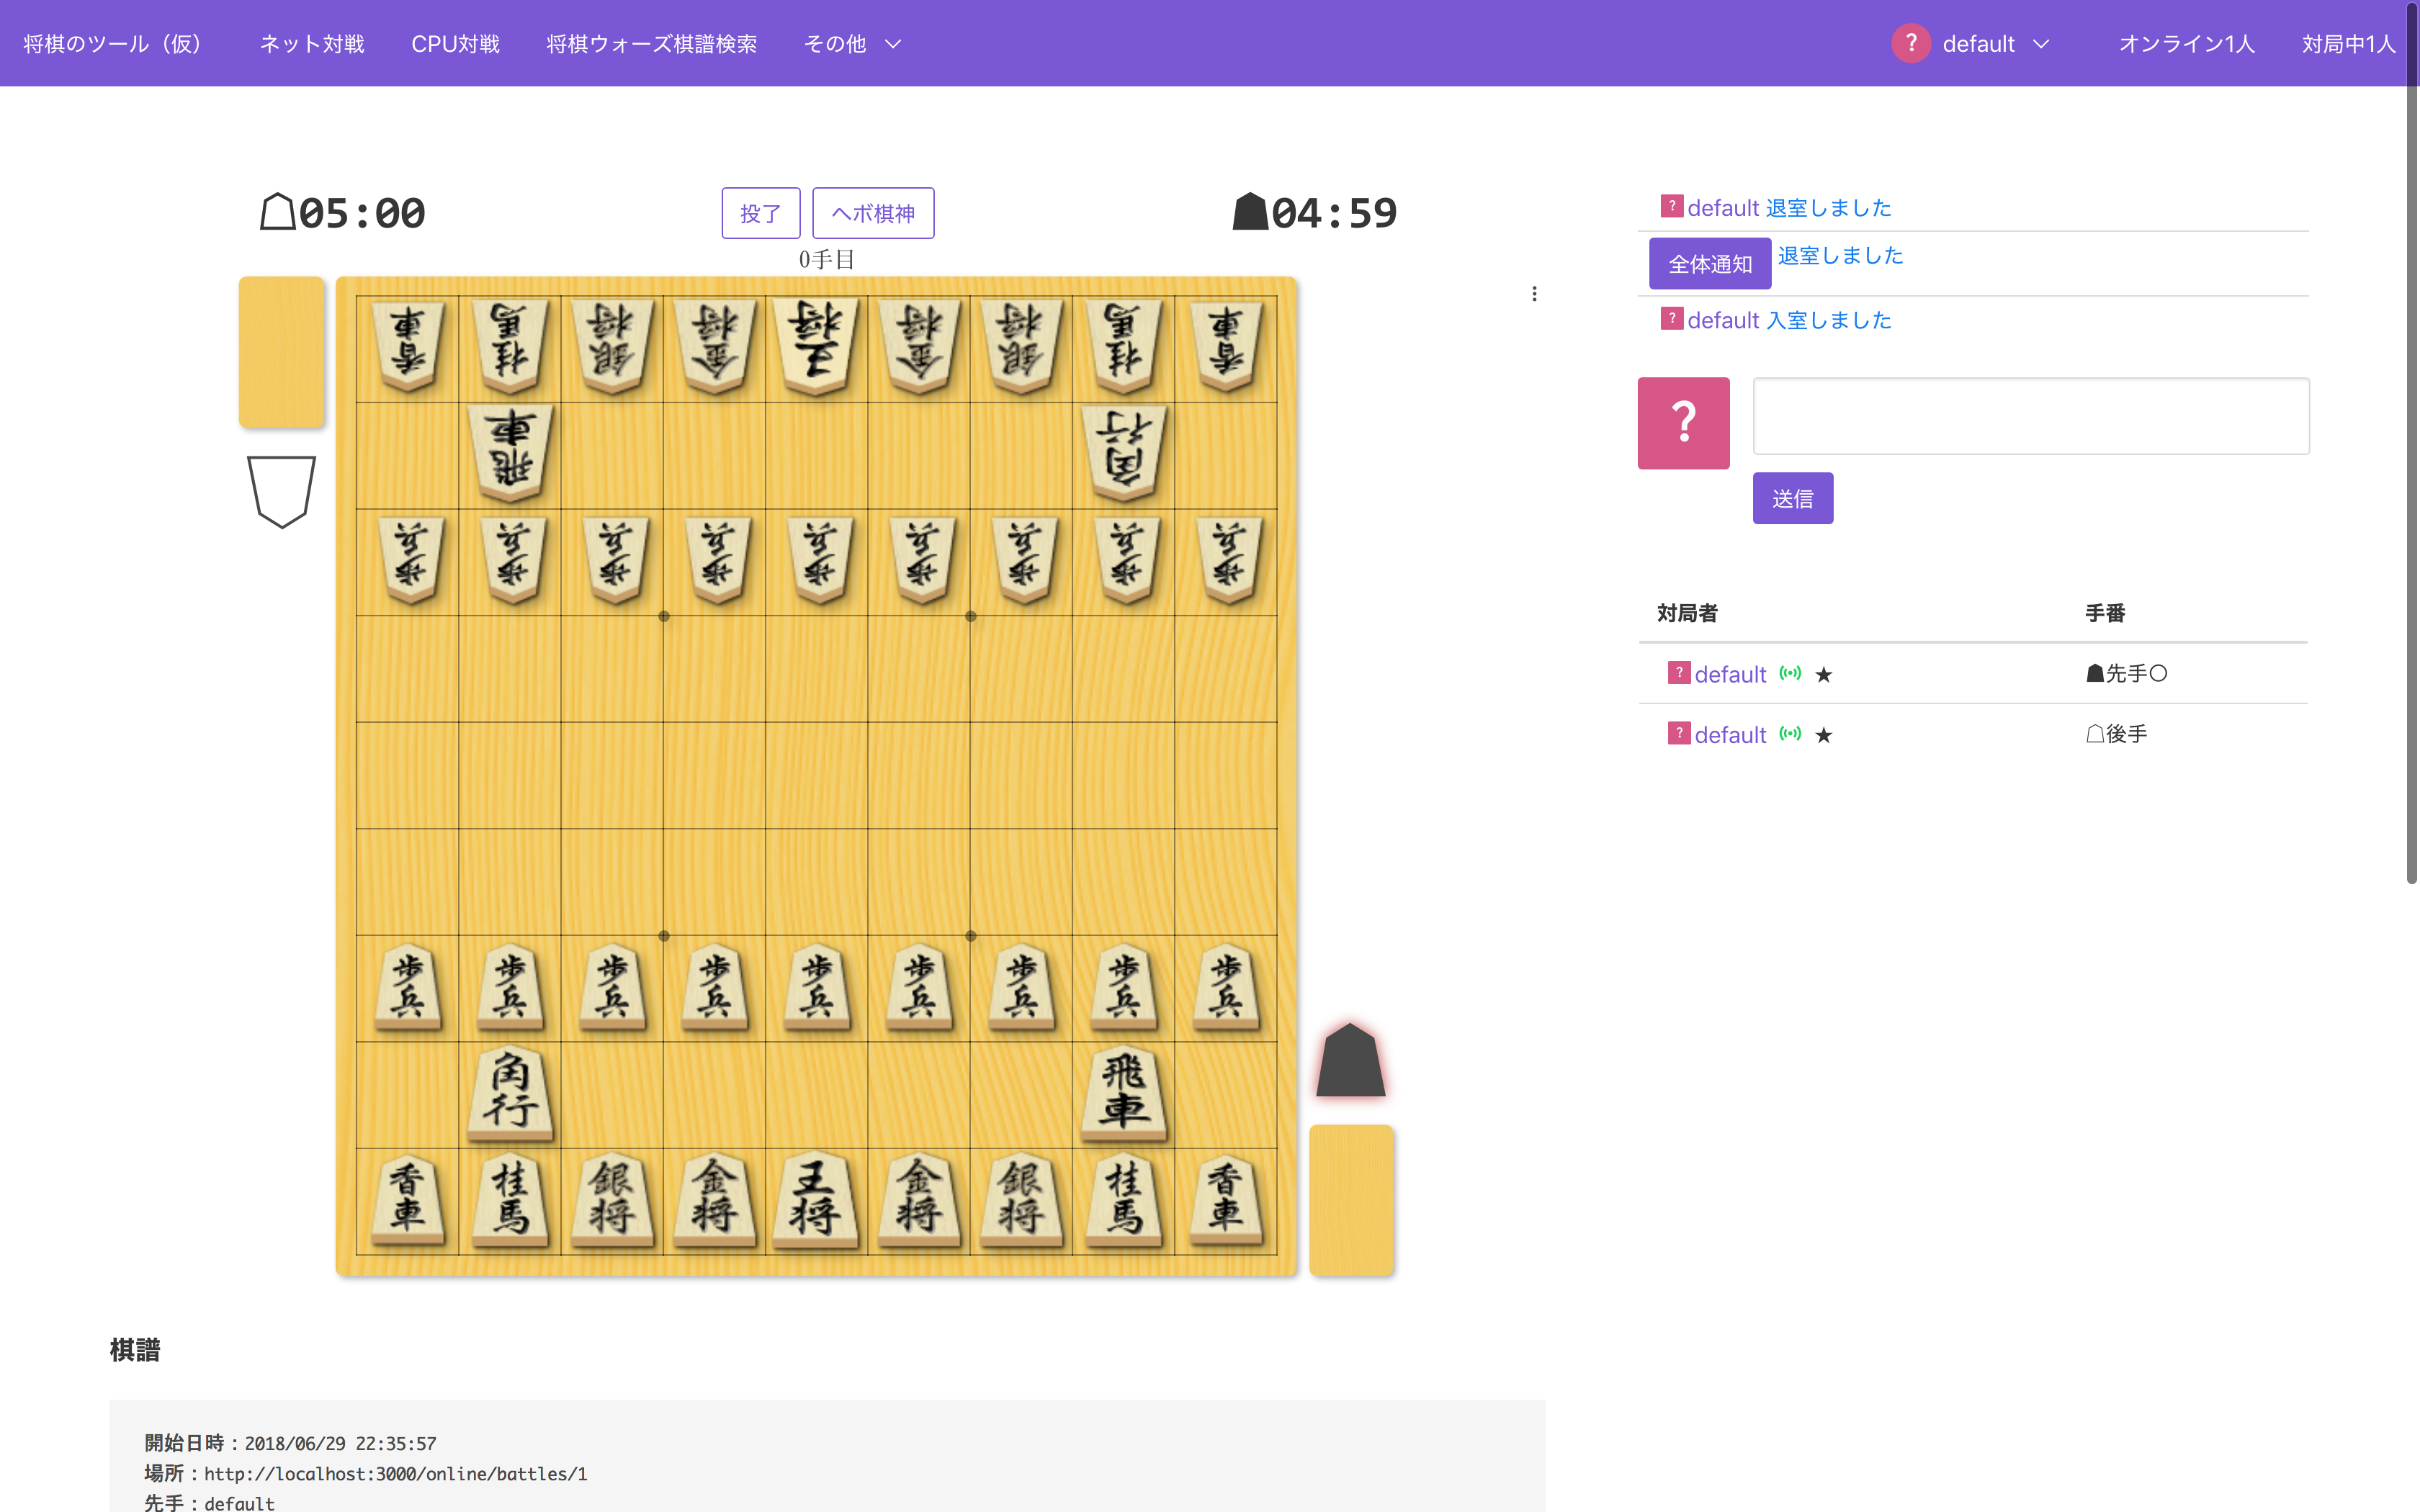 将棋のツール（仮） ネット対戦 CPU対戦 将棋ウォーズ棋譜検索 その他 ? default オンライン1人 対局中1人
☖05:00 投了 ヘボ棋神 ☗04:59
0手目
香車 桂馬 銀将 金将 王将 金将 銀将 桂馬 香車
飛車 角行
歩兵 歩兵 歩兵 歩兵 歩兵 歩兵 歩兵 歩兵 歩兵
歩兵 歩兵 歩兵 歩兵 歩兵 歩兵 歩兵 歩兵 歩兵
角行 飛車
香車 桂馬 銀将 金将 王将 金将 銀将 桂馬 香車
? default 退室しました
全体通知 退室しました
? default 入室しました
?
送信
対局者 手番
? default ★ ☗先手○
? default ★ ☖後手
棋譜
開始日時：2018/06/29 22:35:57
場所：http://localhost:3000/online/battles/1
先手：default